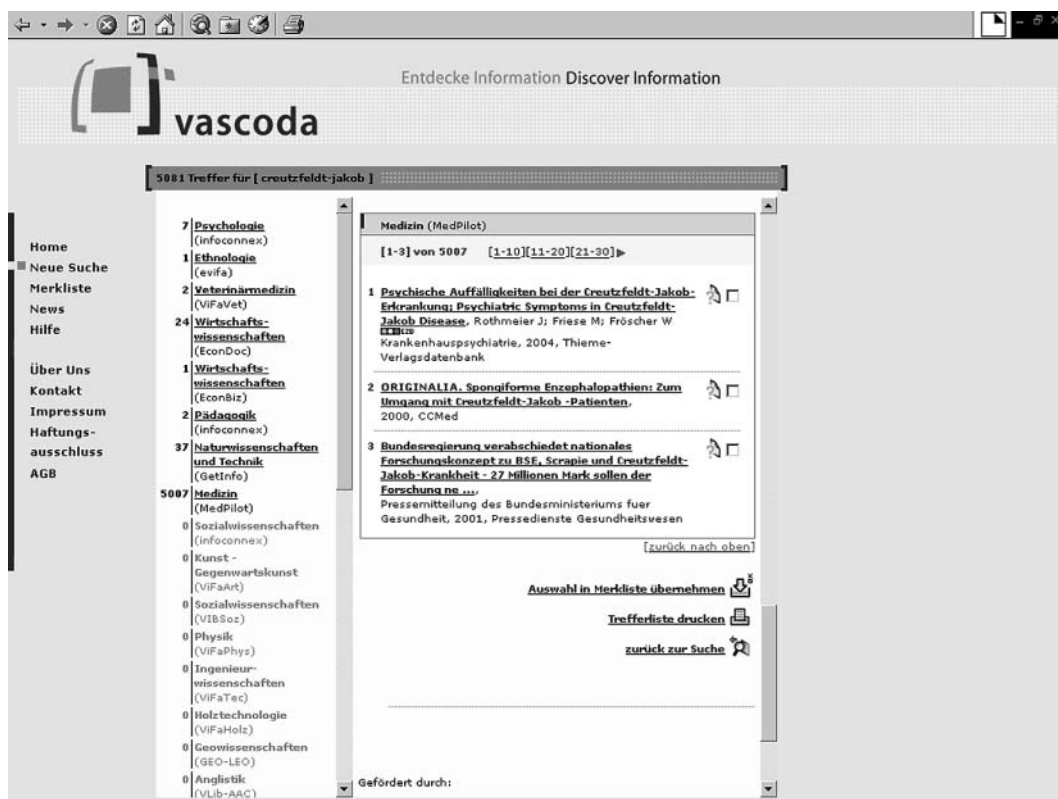 Entdecke Information Discover Information
vascoda
5081 Treffer für [ creutzfeldt-jakob ]
Home
Neue Suche
Merkliste
News
Hilfe
Über Uns
Kontakt
Impressum
Haftungs-
ausschluss
AGB
7 Psychologie
(infoconnex)
1 Ethnologie
(evifa)
2 Veterinärmedizin
(ViFaVet)
24 Wirtschafts-
wissenschaften
(EconDoc)
1 Wirtschafts-
wissenschaften
(EconBiz)
2 Pädagogik
(infoconnex)
37 Naturwissenschaften
und Technik
(GetInfo)
5007 Medizin
(MedPilot)
0 Sozialwissenschaften
(infoconnex)
0 Kunst -
Gegenwartskunst
(ViFaArt)
0 Sozialwissenschaften
(VIBSoz)
0 Physik
(ViFaPhys)
0 Ingenieur-
wissenschaften
(ViFaTec)
0 Holztechnologie
(ViFaHolz)
0 Geowissenschaften
(GEO-LEO)
0 Anglistik
(VLib-AAC)
Medizin (MedPilot)
[1-3] von 5007 [1-10][11-20][21-30]
1 Psychische Auffälligkeiten bei der Creutzfeldt-Jakob-
Erkrankung; Psychiatric Symptoms in Creutzfeldt-
Jakob Disease, Rothmeier J; Friese M; Fröscher W
EZB
Krankenhauspsychiatrie, 2004, Thieme-
Verlagsdatenbank
2 ORIGINALIA. Spongiforme Enzephalopathien: Zum
Umgang mit Creutzfeldt-Jakob -Patienten,
2000, CCMed
3 Bundesregierung verabschiedet nationales
Forschungskonzept zu BSE, Scrapie und Creutzfeldt-
Jakob-Krankheit - 27 Millionen Mark sollen der
Forschung ne ...,
Pressemitteilung des Bundesministeriums fuer
Gesundheit, 2001, Pressedienste Gesundheitswesen
[zurück nach oben]
Auswahl in Merkliste übernehmen
Trefferliste drucken
zurück zur Suche
Gefördert durch: